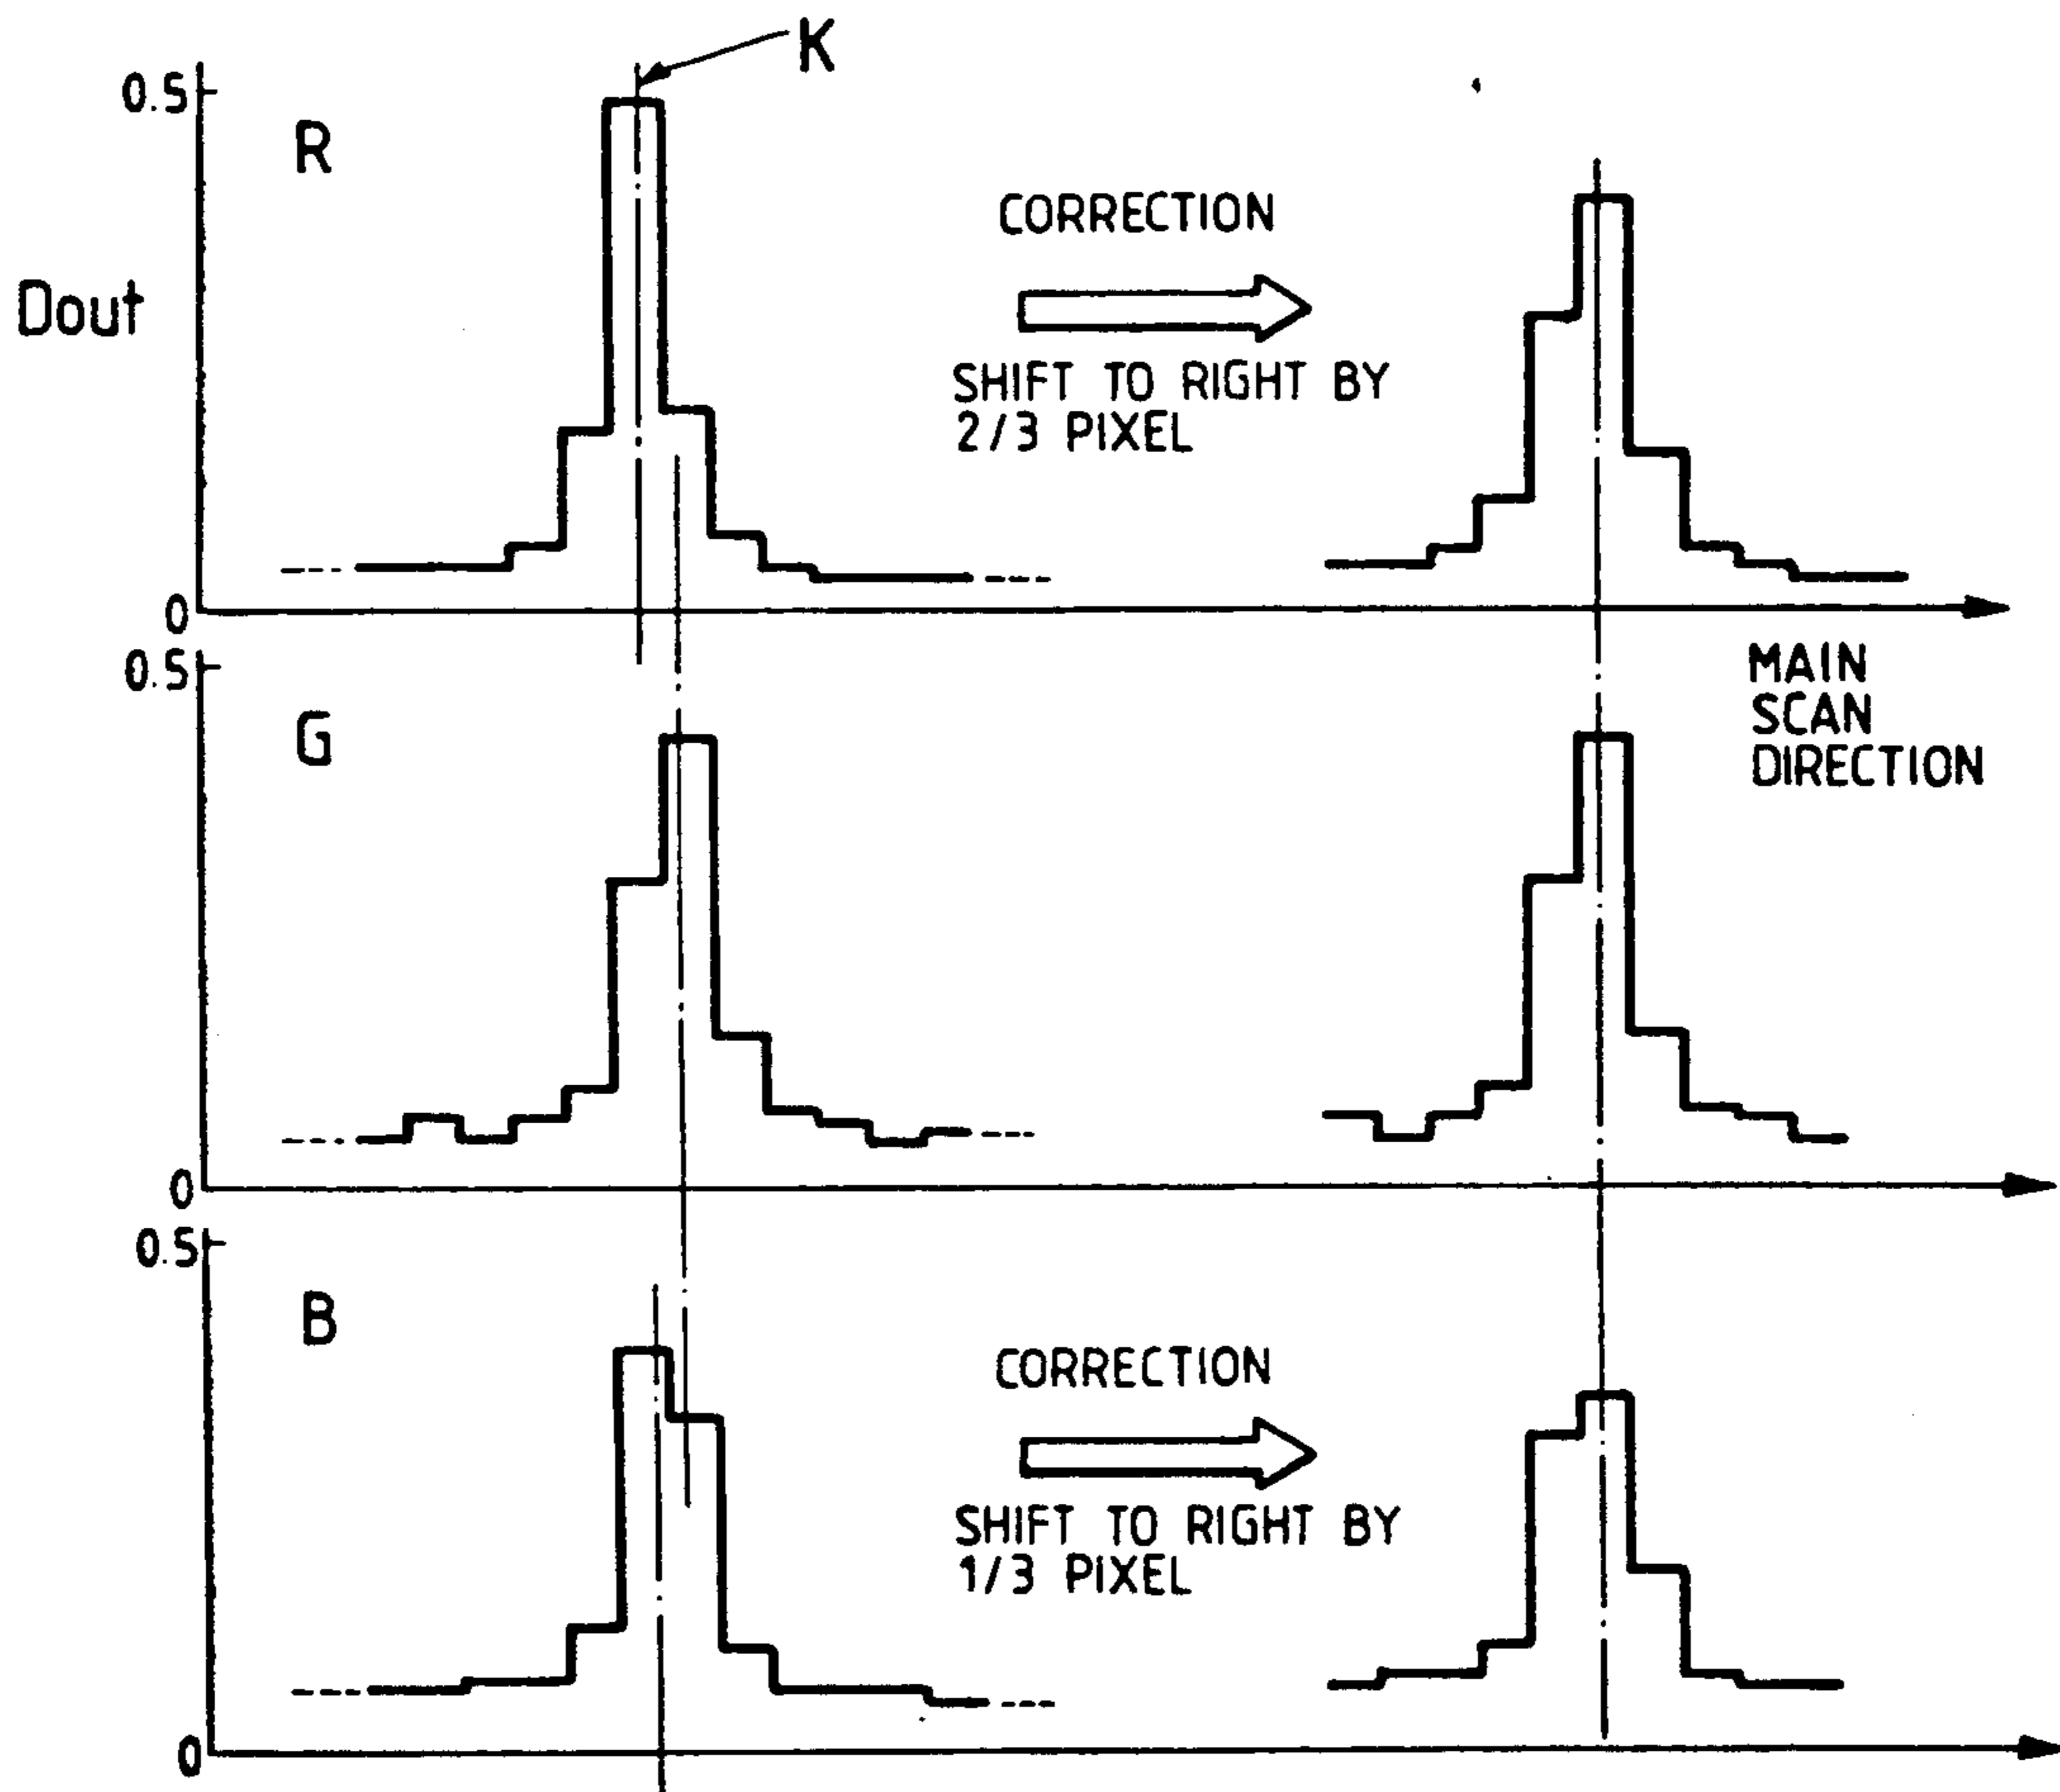 K
0.5
R
CORRECTION
Dout
SHIFT TO RIGHT BY
2/3 PIXEL
0
MAIN
SCAN
DIRECTION
0.5
G
0
0.5
B
CORRECTION
SHIFT TO RIGHT BY
1/3 PIXEL
0